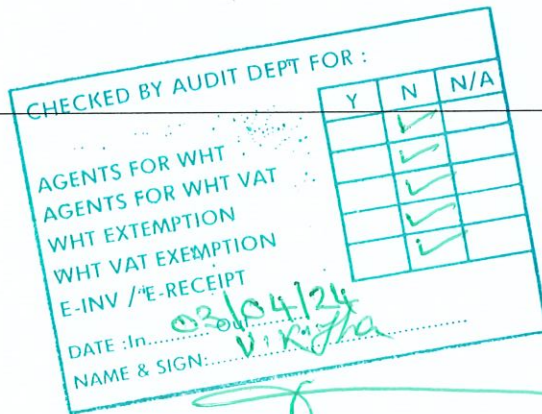 CHECKED BY AUDIT DEPT FOR :
Y N N/A
AGENTS FOR WHT ✓
AGENTS FOR WHT VAT ✓
WHT EXTEMPTION ✓
WHT VAT EXEMPTION ✓
E-INV / E-RECEIPT ✓
DATE :In..........Out.......... 03/04/24
NAME & SIGN: